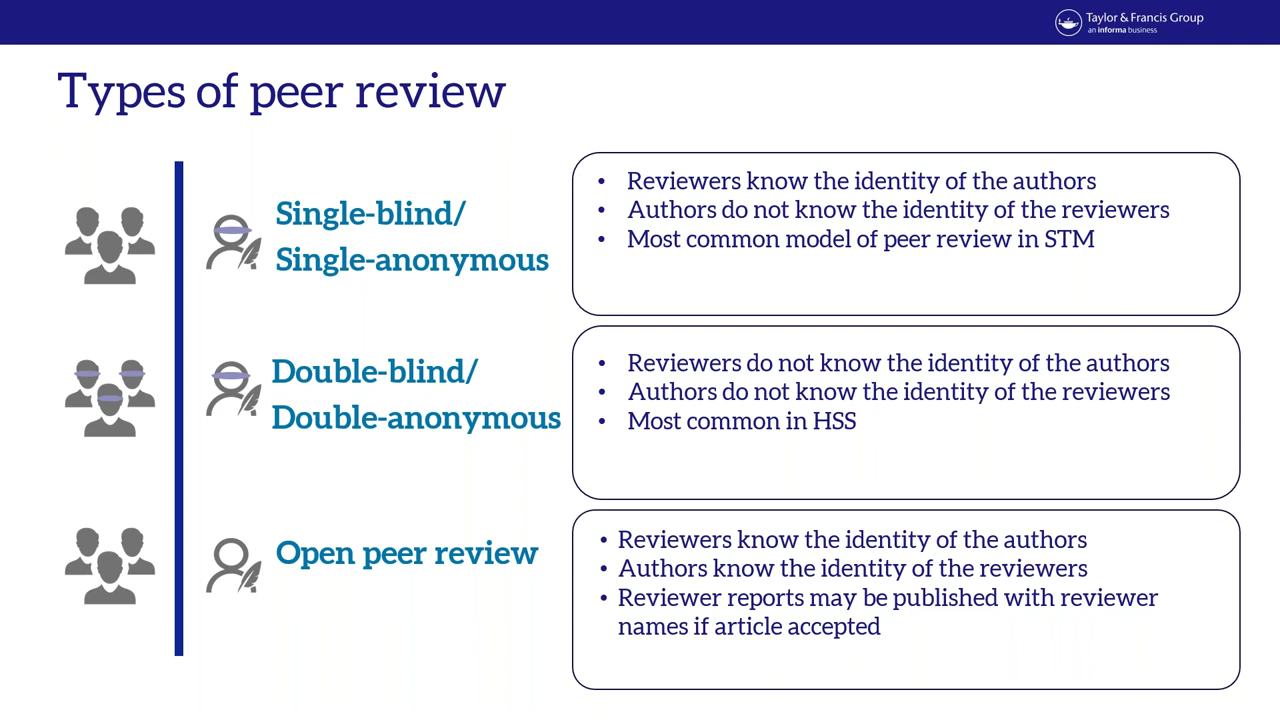 Taylor & Francis Group
an informa business
Types of peer review
Single-blind/
Single-anonymous
• Reviewers know the identity of the authors
• Authors do not know the identity of the reviewers
• Most common model of peer review in STM
Double-blind/
Double-anonymous
• Reviewers do not know the identity of the authors
• Authors do not know the identity of the reviewers
• Most common in HSS
Open peer review
• Reviewers know the identity of the authors
• Authors know the identity of the reviewers
• Reviewer reports may be published with reviewer
names if article accepted